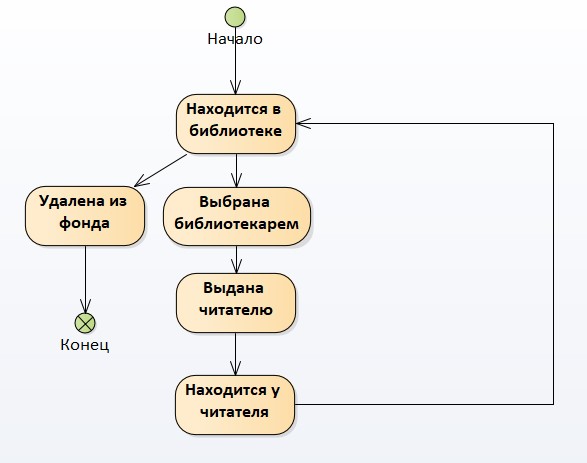 Начало
Находится в
библиотеке
Удалена из
фонда
Выбрана
библиотекарем
Выдана
читателю
Конец
Находится у
читателя